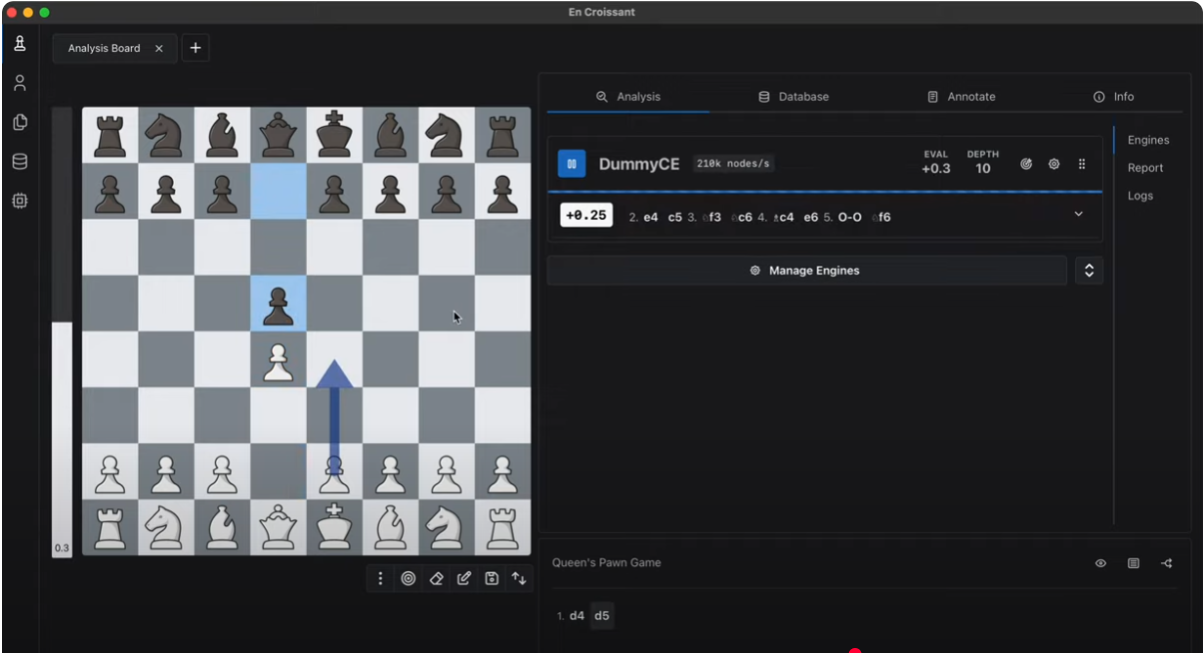 En Croissant
Analysis Board
Analysis Database Annotate Info
DummyCE 210k nodes/s EVAL +0.3 DEPTH 10
+0.25 2. e4 c5 3. ♘f3 ♘c6 4. ♗c4 e6 5. O-O ♘f6
Manage Engines
Engines
Report
Logs
0.3
Queen's Pawn Game
1. d4 d5